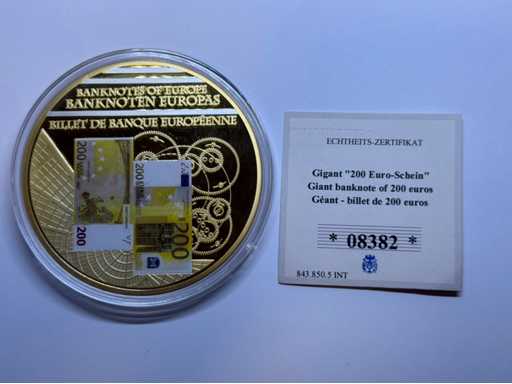 BANKNOTES OF EUROPE
BANKNOTEN EUROPAS
BILLET DE BANQUE EUROPÉENNE
200
200
200 EURO
200
ECHTHEITS-ZERTIFIKAT
Gigant "200 Euro-Schein"
Giant banknote of 200 euros
Géant - billet de 200 euros
* 08382 *
843.850.5 INT